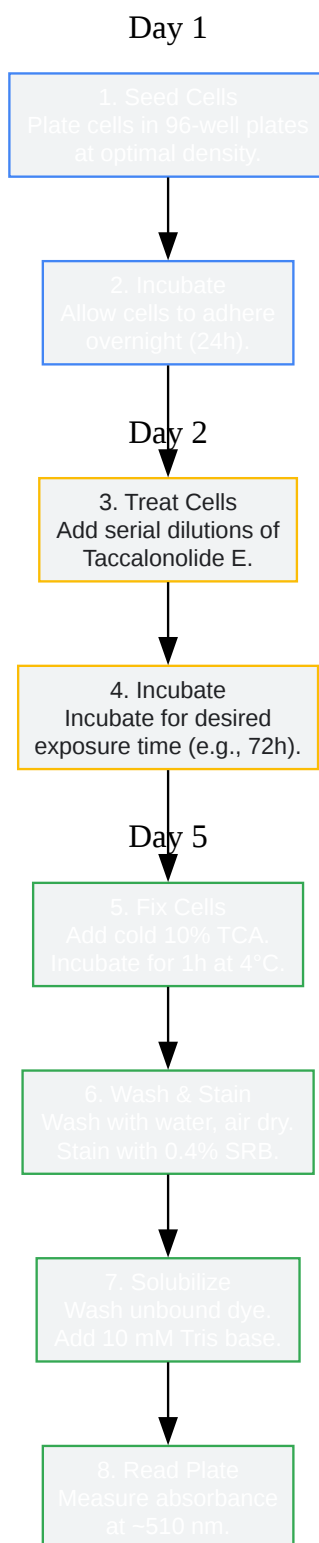 Day 1
1. Seed Cells
Plate cells in 96-well plates
at optimal density.
2. Incubate
Allow cells to adhere
overnight (24h).
Day 2
3. Treat Cells
Add serial dilutions of
Taccalonolide E.
4. Incubate
Incubate for desired
exposure time (e.g., 72h).
Day 5
5. Fix Cells
Add cold 10% TCA.
Incubate for 1h at 4°C.
6. Wash & Stain
Wash with water, air dry.
Stain with 0.4% SRB.
7. Solubilize
Wash unbound dye.
Add 10 mM Tris base.
8. Read Plate
Measure absorbance
at ~510 nm.